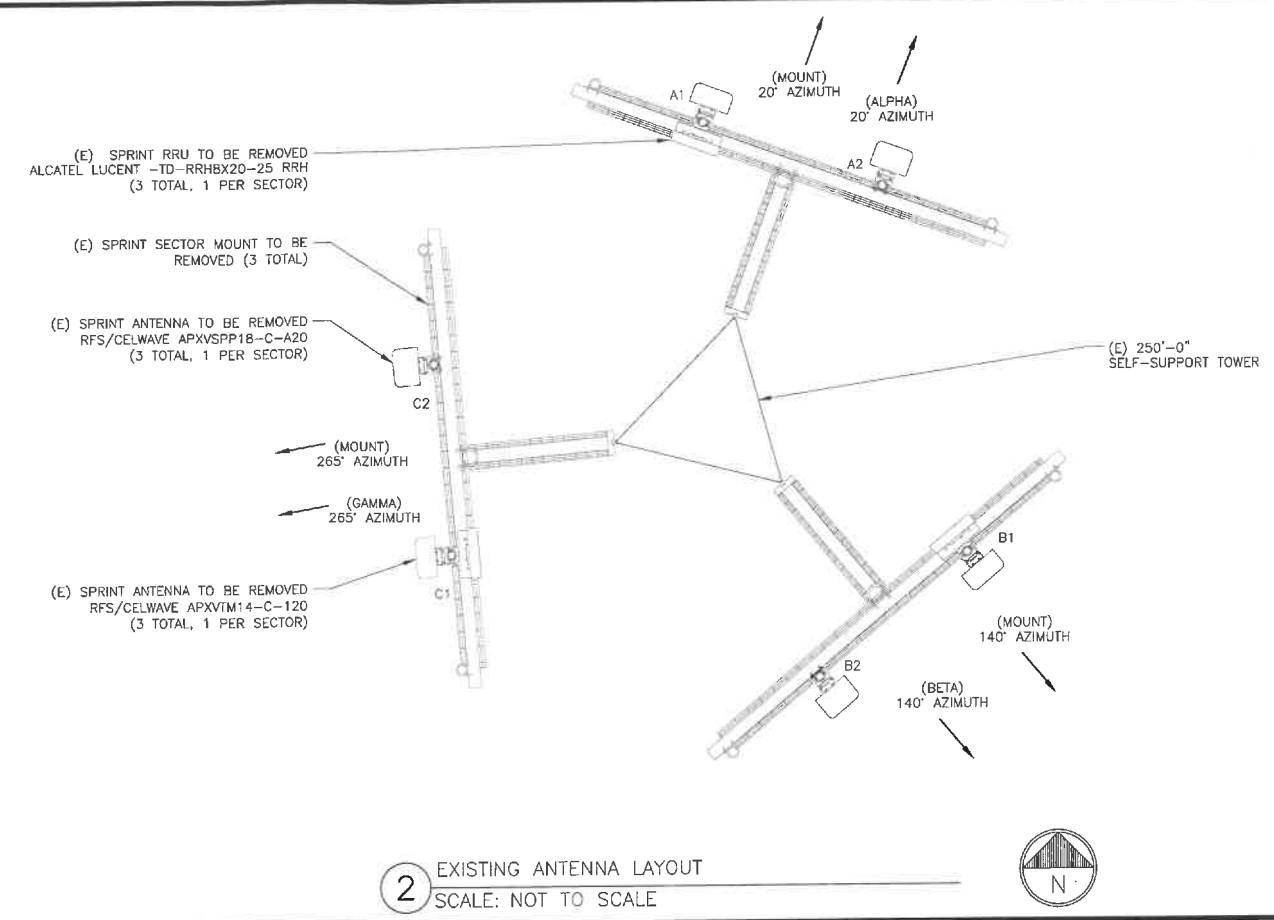 (E) SPRINT RRU TO BE REMOVED
ALCATEL LUCENT -TD-RRH8X20-25 RRH
(3 TOTAL, 1 PER SECTOR)
(E) SPRINT SECTOR MOUNT TO BE
REMOVED (3 TOTAL)
(E) SPRINT ANTENNA TO BE REMOVED
RFS/CELWAVE APXVSPP18-C-A20
(3 TOTAL, 1 PER SECTOR)
(MOUNT)
265° AZIMUTH
(GAMMA)
265° AZIMUTH
(E) SPRINT ANTENNA TO BE REMOVED
RFS/CELWAVE APXVTM14-C-120
(3 TOTAL, 1 PER SECTOR)
C2
C1
A1
(MOUNT)
20° AZIMUTH
(ALPHA)
20° AZIMUTH
A2
(E) 250'-0"
SELF-SUPPORT TOWER
B1
(MOUNT)
140° AZIMUTH
B2
(BETA)
140° AZIMUTH
2
EXISTING ANTENNA LAYOUT
SCALE: NOT TO SCALE
N